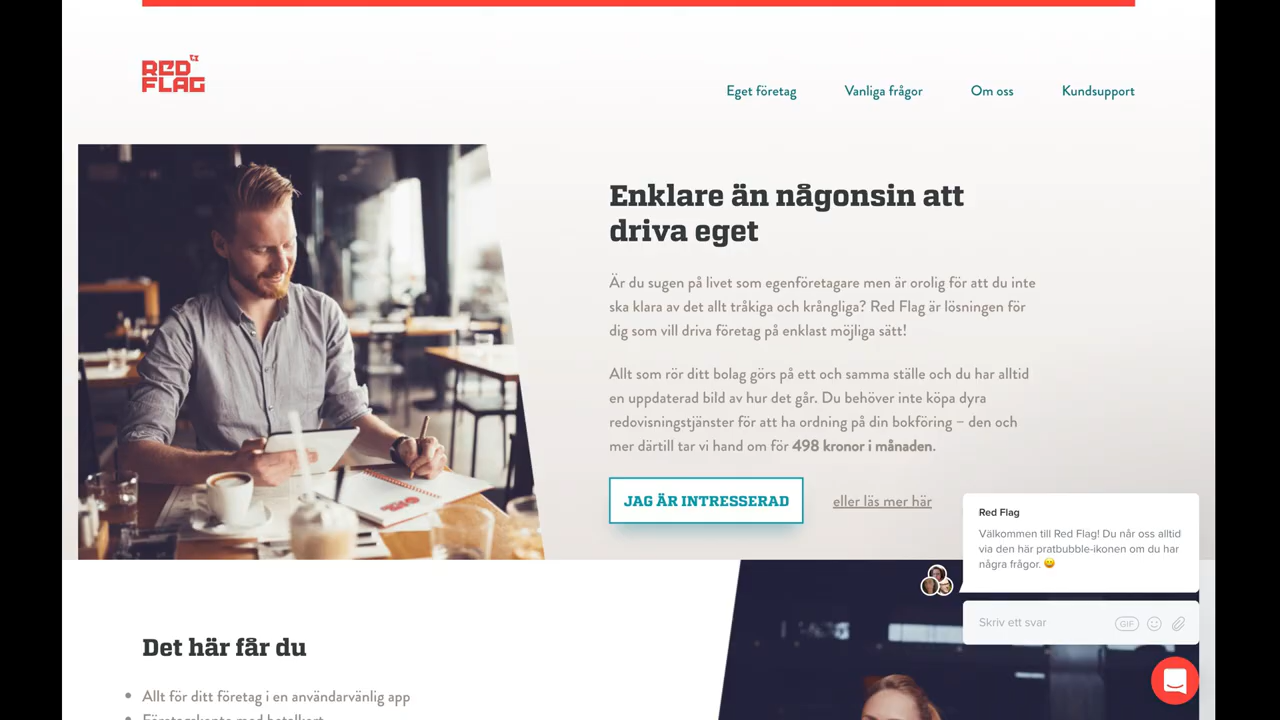 RED
FLAG
Eget företag
Vanliga frågor
Om oss
Kundsupport
Enklare än någonsin att
driva eget
Är du sugen på livet som egenföretagare men är orolig för att du inte
ska klara av det allt tråkiga och krångliga? Red Flag är lösningen för
dig som vill driva företag på enklast möjliga sätt!
Allt som rör ditt bolag görs på ett och samma ställe och du har alltid
en uppdaterad bild av hur det går. Du behöver inte köpa dyra
redovisningstjänster för att ha ordning på din bokföring – den och
mer därtill tar vi hand om för 498 kronor i månaden.
JAG ÄR INTRESSERAD
eller läs mer här
Red Flag
Välkommen till Red Flag! Du når oss alltid
via den här pratbubble-ikonen om du har
några frågor. 😄
Skriv ett svar
GIF
Det här får du
Allt för ditt företag i en användarvänlig app
Företagskonto med betalkort